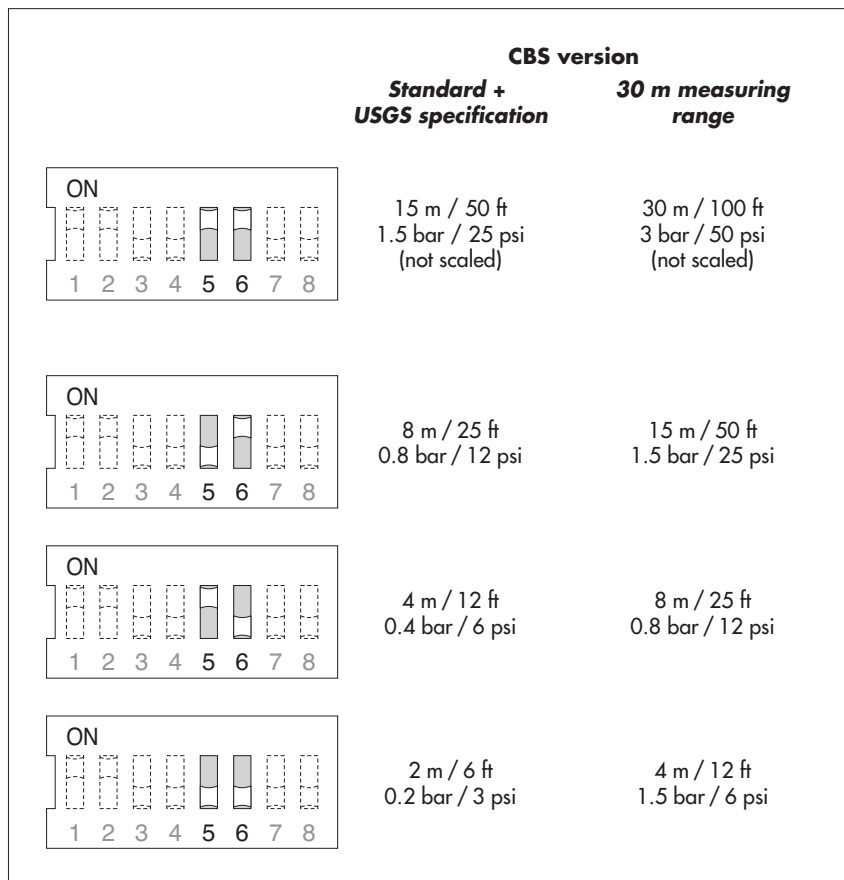 CBS version
Standard +
USGS specification
30 m measuring
range
ON
1 2 3 4 5 6 7 8
15 m / 50 ft
1.5 bar / 25 psi
(not scaled)
30 m / 100 ft
3 bar / 50 psi
(not scaled)
ON
1 2 3 4 5 6 7 8
8 m / 25 ft
0.8 bar / 12 psi
15 m / 50 ft
1.5 bar / 25 psi
ON
1 2 3 4 5 6 7 8
4 m / 12 ft
0.4 bar / 6 psi
8 m / 25 ft
0.8 bar / 12 psi
ON
1 2 3 4 5 6 7 8
2 m / 6 ft
0.2 bar / 3 psi
4 m / 12 ft
1.5 bar / 6 psi